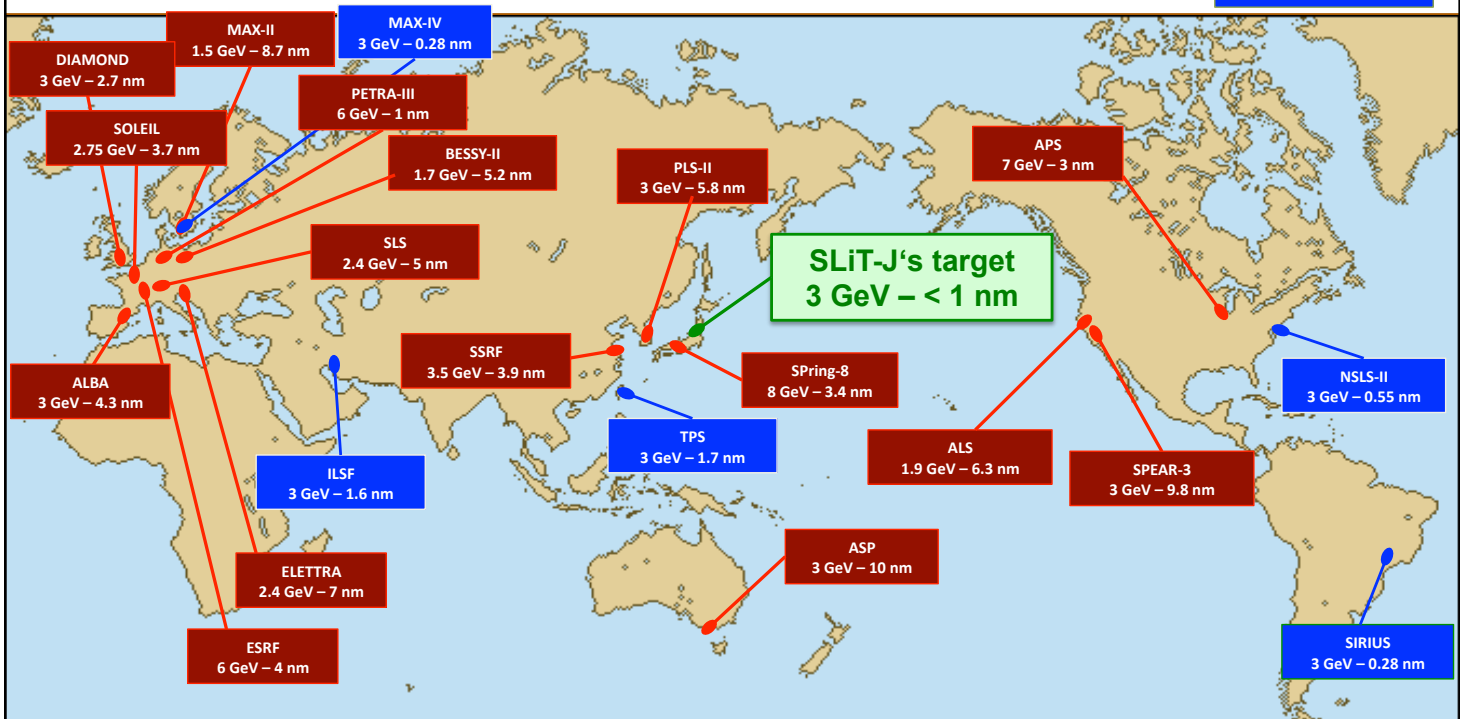 MAX-II
1.5 GeV – 8.7 nm
MAX-IV
3 GeV – 0.28 nm
DIAMOND
3 GeV – 2.7 nm
PETRA-III
6 GeV – 1 nm
SOLEIL
2.75 GeV – 3.7 nm
BESSY-II
1.7 GeV – 5.2 nm
PLS-II
3 GeV – 5.8 nm
APS
7 GeV – 3 nm
SLS
2.4 GeV – 5 nm
SLiT-J‘s target
3 GeV – < 1 nm
SSRF
3.5 GeV – 3.9 nm
SPring-8
8 GeV – 3.4 nm
ALBA
3 GeV – 4.3 nm
NSLS-II
3 GeV – 0.55 nm
TPS
3 GeV – 1.7 nm
ALS
1.9 GeV – 6.3 nm
ILSF
3 GeV – 1.6 nm
SPEAR-3
3 GeV – 9.8 nm
ASP
3 GeV – 10 nm
ELETTRA
2.4 GeV – 7 nm
ESRF
6 GeV – 4 nm
SIRIUS
3 GeV – 0.28 nm